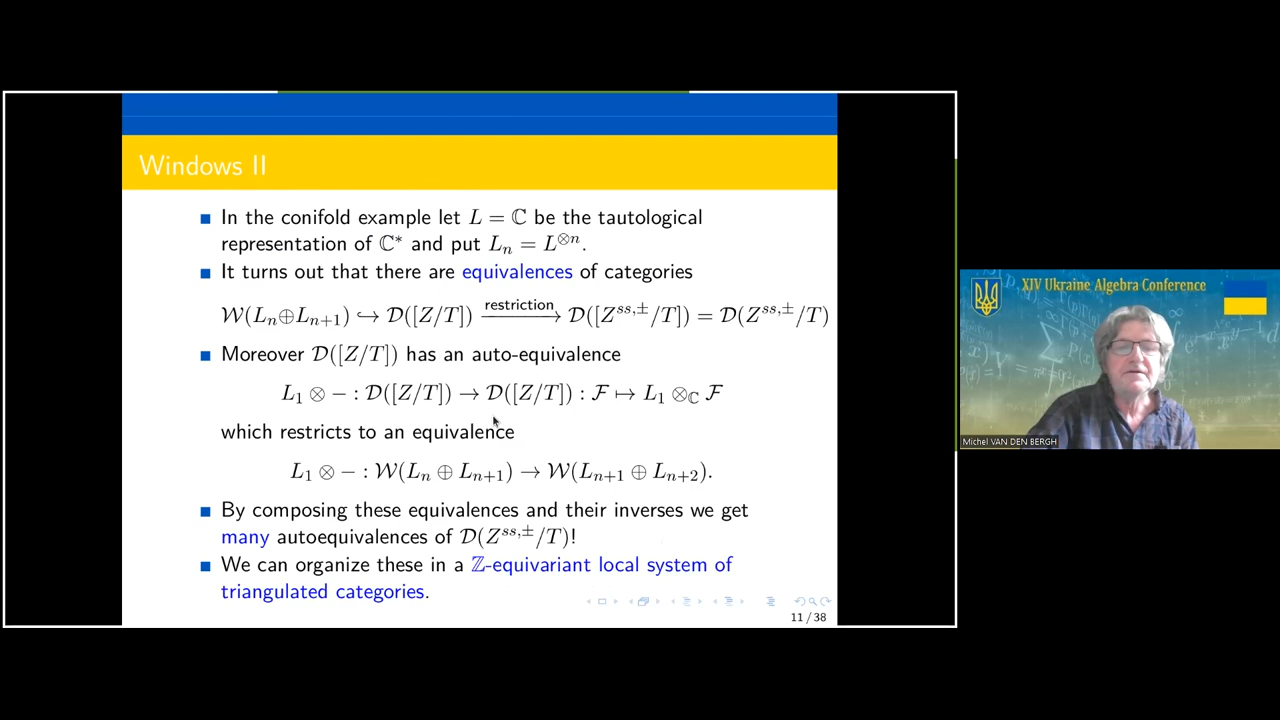 Windows II
In the conifold example let L = ℂ be the tautological
representation of ℂ* and put Lₙ = L^{⊗n}.
It turns out that there are equivalences of categories
𝒲(Lₙ⊕Lₙ₊₁) ↪ 𝒟([Z/T]) —restriction→ 𝒟([Z^{ss,±}/T]) = 𝒟(Z^{ss,±}/T)
Moreover 𝒟([Z/T]) has an auto-equivalence
L₁ ⊗ − : 𝒟([Z/T]) → 𝒟([Z/T]) : ℱ ↦ L₁ ⊗_ℂ ℱ
which restricts to an equivalence
L₁ ⊗ − : 𝒲(Lₙ ⊕ Lₙ₊₁) → 𝒲(Lₙ₊₁ ⊕ Lₙ₊₂).
By composing these equivalences and their inverses we get
many autoequivalences of 𝒟(Z^{ss,±}/T)!
We can organize these in a ℤ-equivariant local system of
triangulated categories.
11 / 38
XIV Ukraine Algebra Conference
Michel VAN DEN BERGH